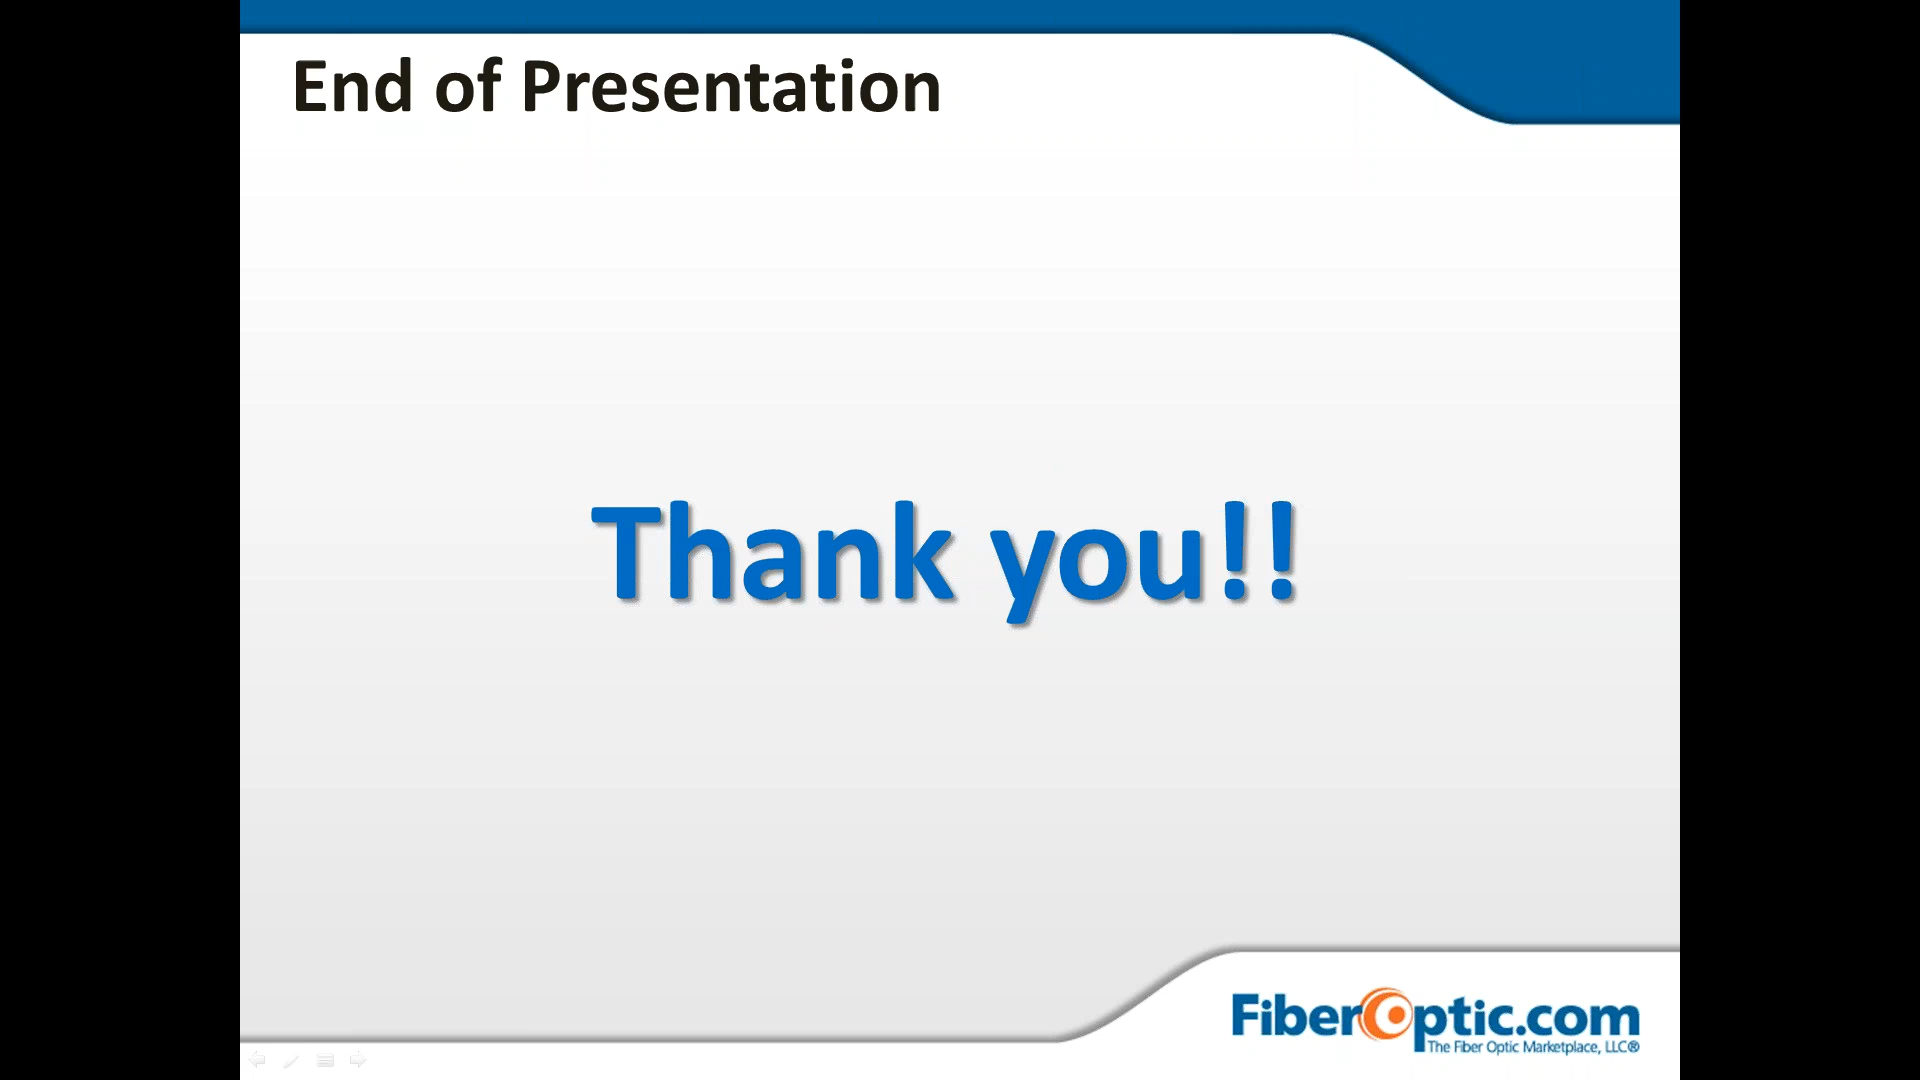 End of Presentation
Thank you!!
FiberOptic.com
The Fiber Optic Marketplace, LLC®